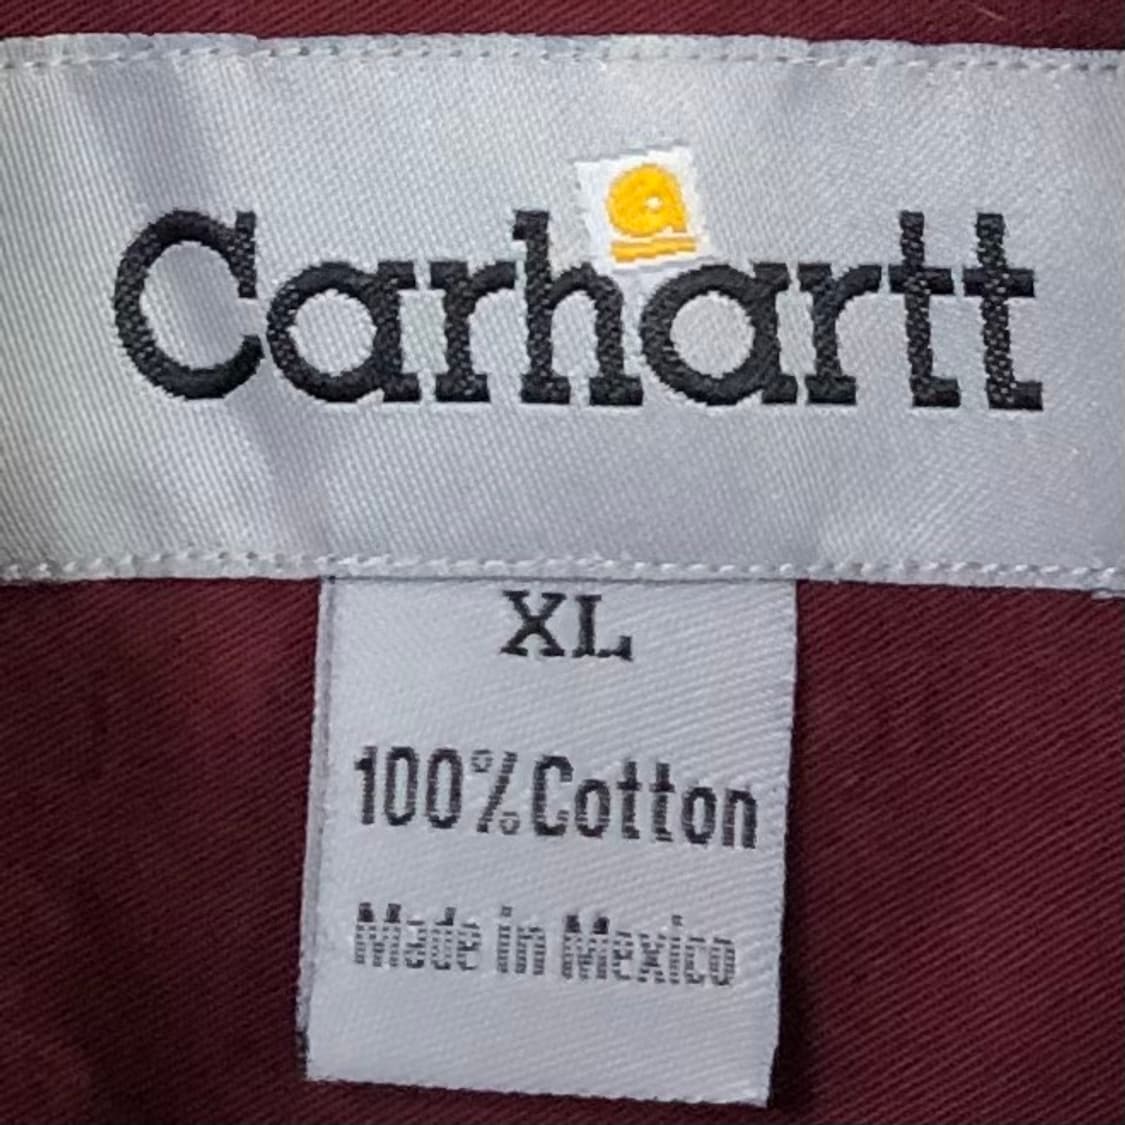 Carhartt
XL
100% Cotton
Made in Mexico